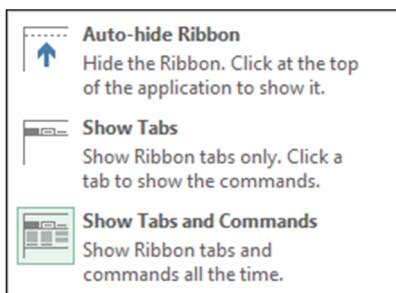 Auto-hide Ribbon
Hide the Ribbon. Click at the top
of the application to show it.
Show Tabs
Show Ribbon tabs only. Click a
tab to show the commands.
Show Tabs and Commands
Show Ribbon tabs and
commands all the time.